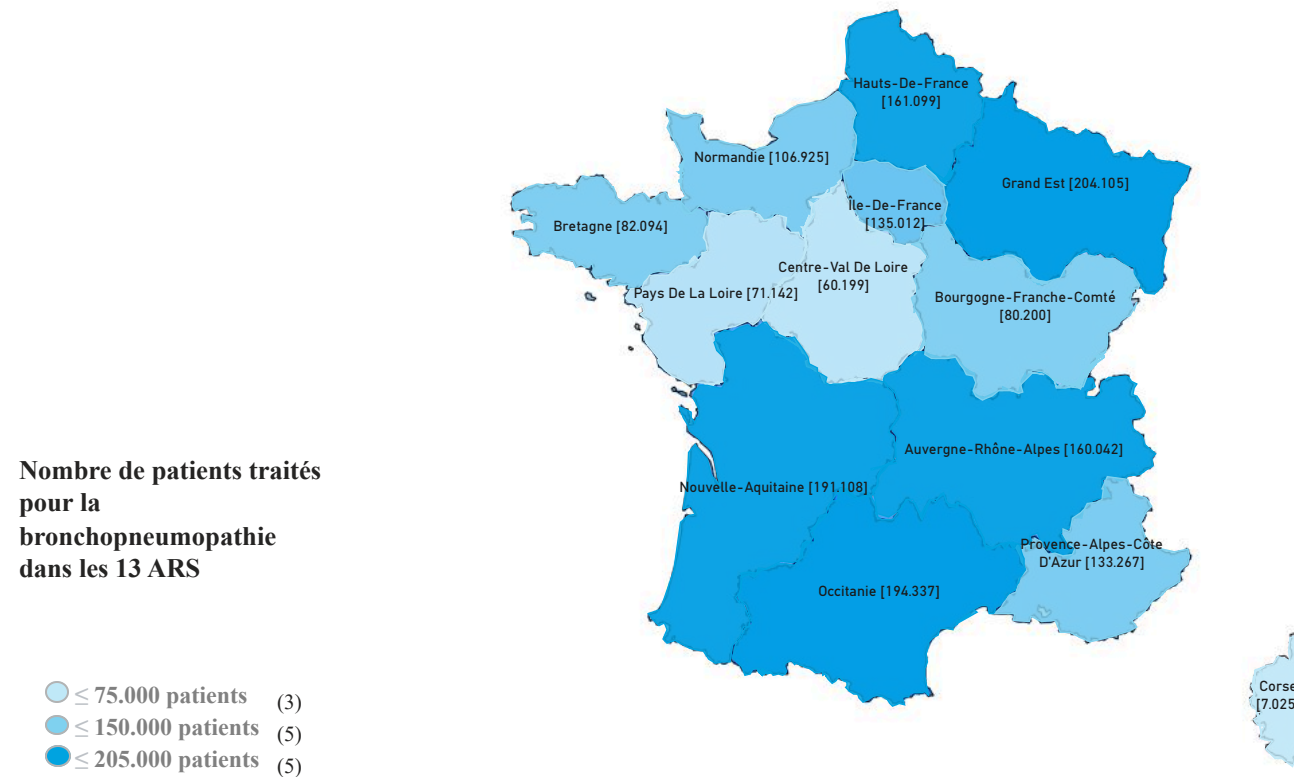 Hauts-De-France
[161.099]
Normandie [106.925]
Grand Est [204.105]
Île-De-France
[135.012]
Bretagne [82.094]
Centre-Val De Loire
[60.199]
Pays De La Loire [71.142]
Bourgogne-Franche-Comté
[80.200]
Auvergne-Rhône-Alpes [160.042]
Nouvelle-Aquitaine [191.108]
Provence-Alpes-Côte
D'Azur [133.267]
Occitanie [194.337]
Corse
[7.025
Nombre de patients traités
pour la
bronchopneumopathie
dans les 13 ARS
≤ 75.000 patients (3)
≤ 150.000 patients (5)
≤ 205.000 patients (5)